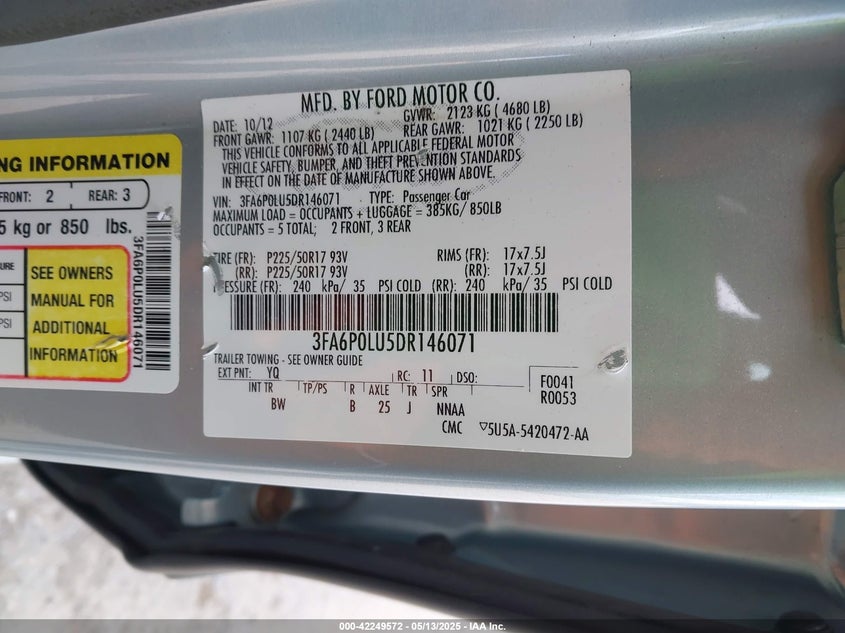 NG INFORMATION
FRONT: 2 REAR: 3
5 kg or 850 lbs.
SURE
PSI
PSI
SEE OWNERS
MANUAL FOR
ADDITIONAL
INFORMATION
3FA6P0LU5DR146071
MFD. BY FORD MOTOR CO.
DATE: 10/12 GVWR: 2123 KG ( 4680 LB)
FRONT GAWR: 1107 KG ( 2440 LB) REAR GAWR: 1021 KG ( 2250 LB)
THIS VEHICLE CONFORMS TO ALL APPLICABLE FEDERAL MOTOR
VEHICLE SAFETY, BUMPER, AND THEFT PREVENTION STANDARDS
IN EFFECT ON THE DATE OF MANUFACTURE SHOWN ABOVE.
VIN: 3FA6P0LU5DR146071 TYPE: Passenger Car
MAXIMUM LOAD = OCCUPANTS + LUGGAGE = 385KG/ 850LB
OCCUPANTS = 5 TOTAL; 2 FRONT, 3 REAR
TIRE (FR): P225/50R17 93V RIMS (FR): 17x7.5J
(RR): P225/50R17 93V (RR): 17x7.5J
PRESSURE (FR): 240 kPa/ 35 PSI COLD (RR): 240 kPa/ 35 PSI COLD
3FA6P0LU5DR146071
TRAILER TOWING - SEE OWNER GUIDE
EXT PNT: YQ RC: 11 DSO: F0041
INT TR TP/PS R AXLE TR SPR R0053
BW B 25 J NNAA
CMC 5U5A-5420472-AA
000-42249572 - 05/13/2025 - IAA Inc.